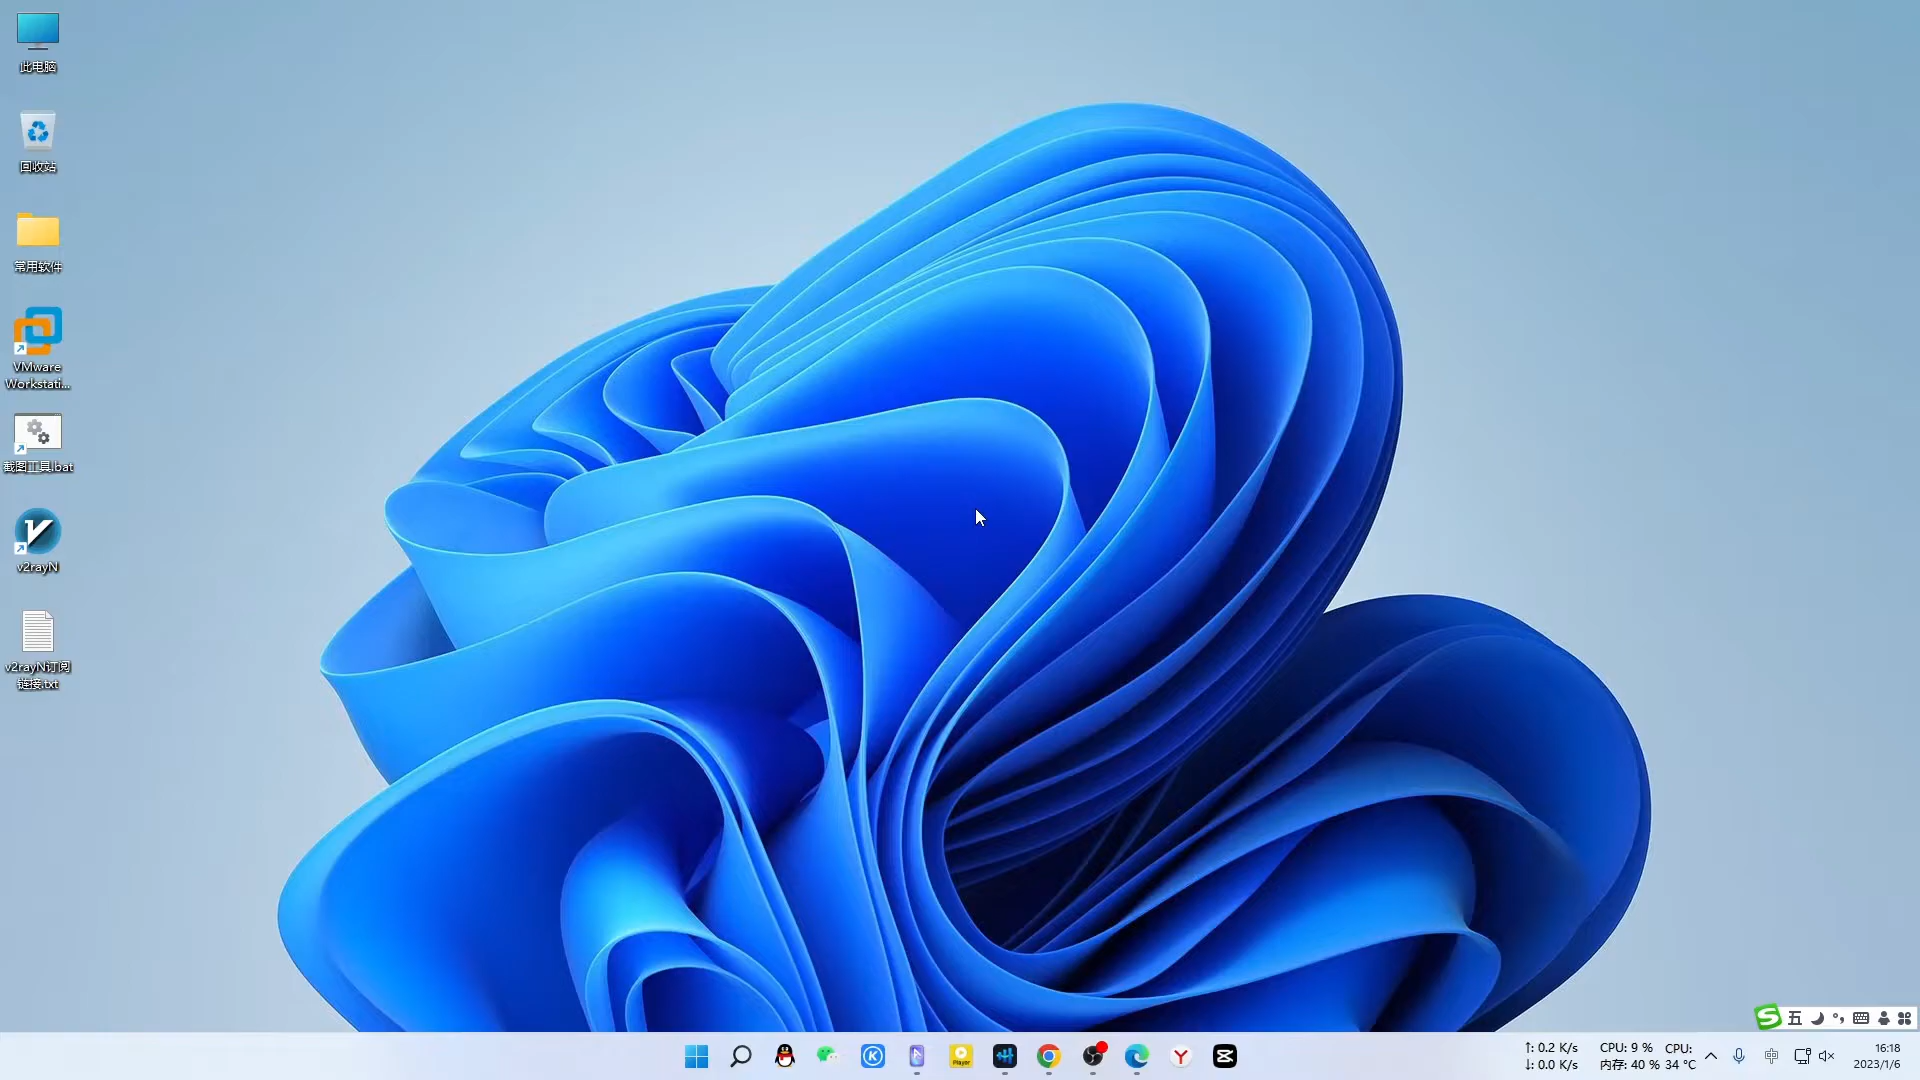 此电脑
回收站
常用软件
VMware
Workstati...
截图工具.bat
v2rayN
v2rayN订阅
链接.txt
五
Player
↑: 0.2 K/s
↓: 0.0 K/s
CPU: 9 %
内存: 40 %
CPU:
34 °C
中
16:18
2023/1/6